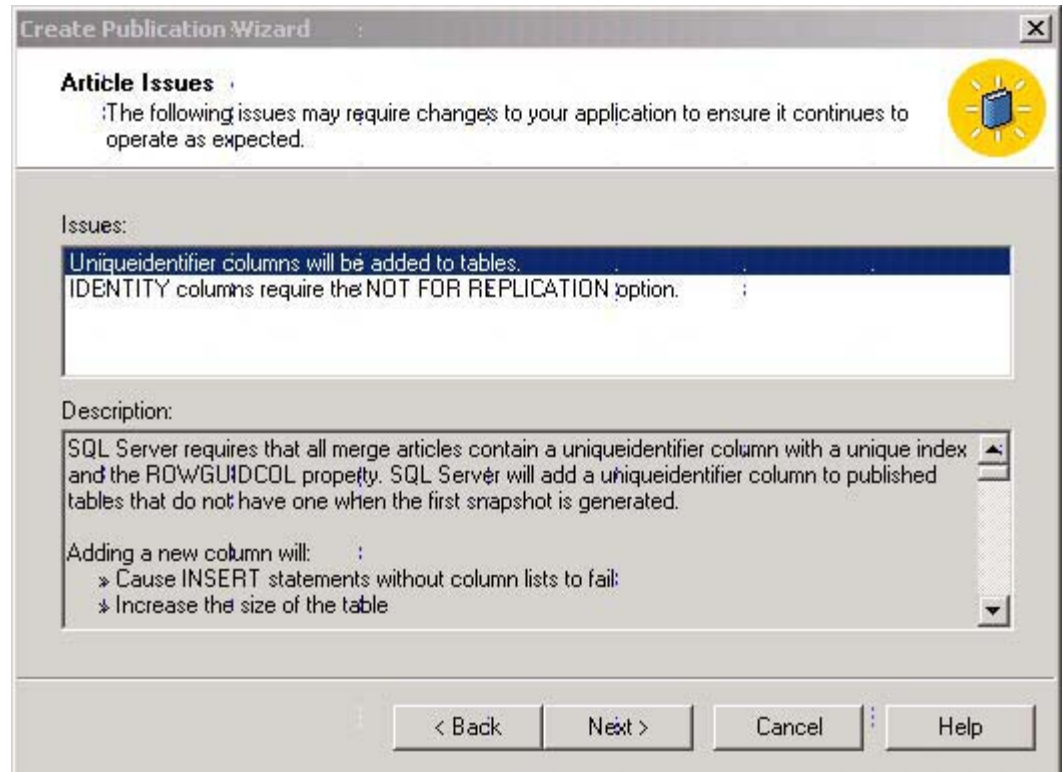 Create Publication Wizard
Article Issues
The following issues may require changes to your application to ensure it continues to
operate as expected.
Issues:
Uniqueidentifier columns will be added to tables.
IDENTITY columns require the NOT FOR REPLICATION option.
Description:
SQL Server requires that all merge articles contain a uniqueidentifier column with a unique index
and the ROWGUIDCOL property. SQL Server will add a uniqueidentifier column to published
tables that do not have one when the first snapshot is generated.
Adding a new column will:
» Cause INSERT statements without column lists to fail
» Increase the size of the table
< Back Next > Cancel Help